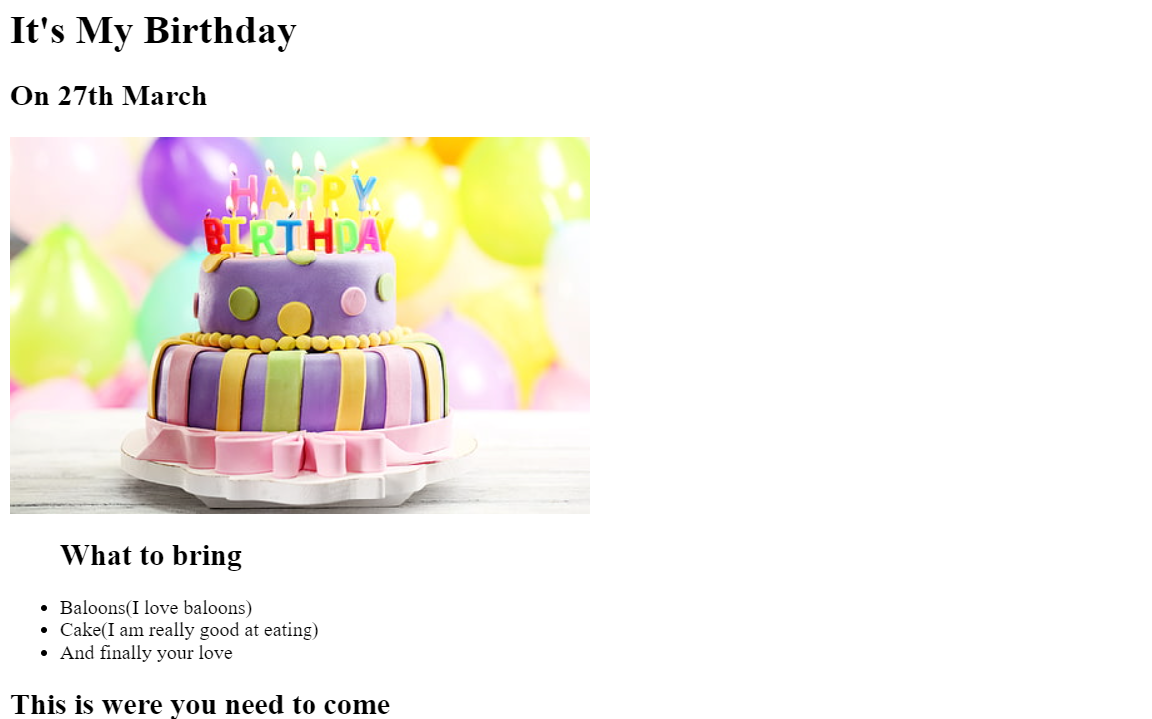 It's My Birthday
On 27th March
HAPPY
BIRTHDAY
What to bring
Baloons(I love baloons)
Cake(I am really good at eating)
And finally your love
This is were you need to come